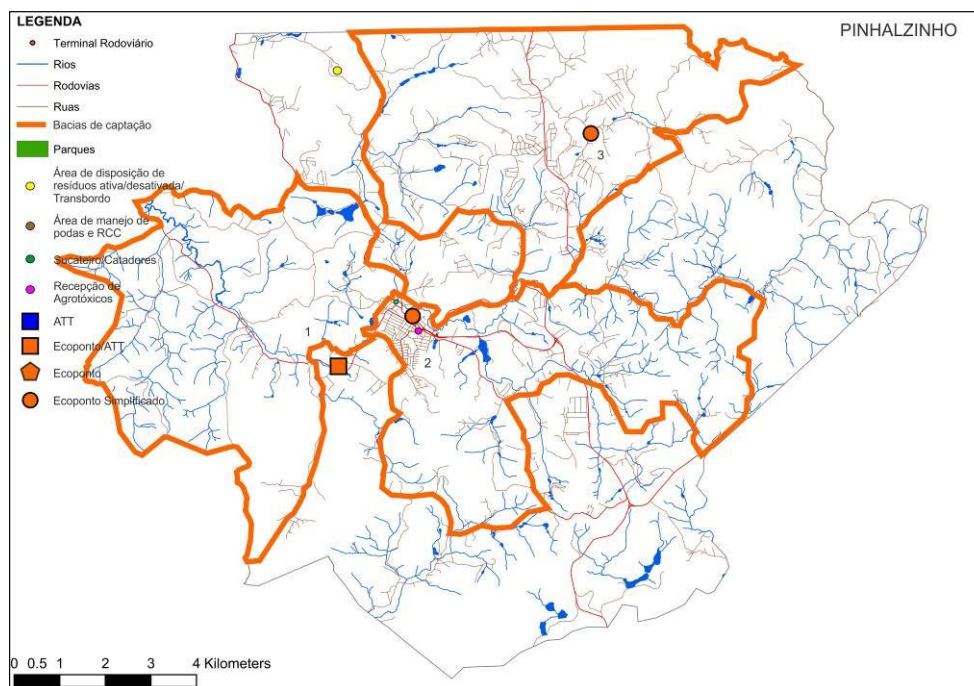 LEGENDA
PINHALZINHO
Terminal Rodoviário
Rios
Rodovias
Ruas
Bacias de captação
Parques
Área de disposição de
resíduos ativa/desativada/
Transbordo
Área de manejo de
podas e RCC
Sucateiro/Catadores
Recepção de
Agrotóxicos
ATT
Ecoponto/ATT
Ecoponto
Ecoponto Simplificado
3
1
2
0 0.5 1 2 3 4 Kilometers